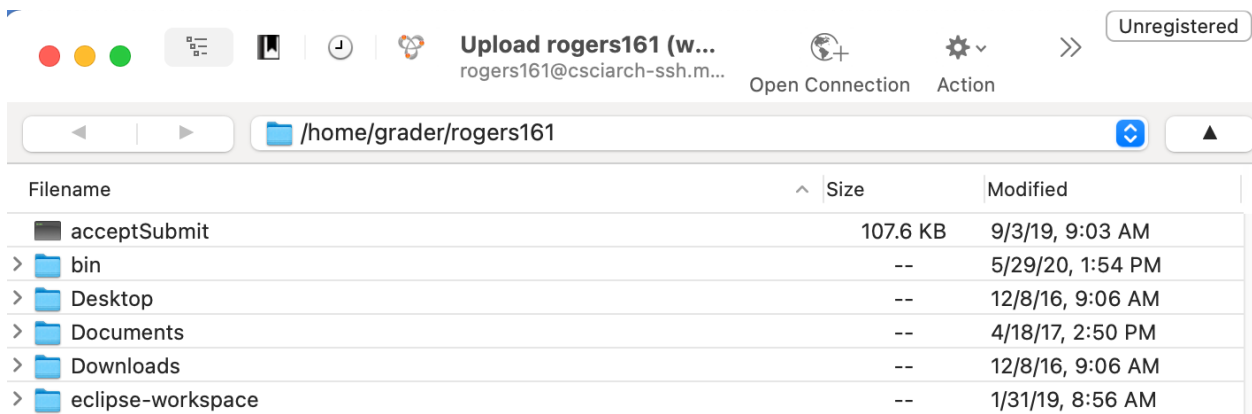 Unregistered
Upload rogers161 (w...
rogers161@csciarch-ssh.m...
Open Connection Action
/home/grader/rogers161
Filename Size Modified
acceptSubmit 107.6 KB 9/3/19, 9:03 AM
bin -- 5/29/20, 1:54 PM
Desktop -- 12/8/16, 9:06 AM
Documents -- 4/18/17, 2:50 PM
Downloads -- 12/8/16, 9:06 AM
eclipse-workspace -- 1/31/19, 8:56 AM